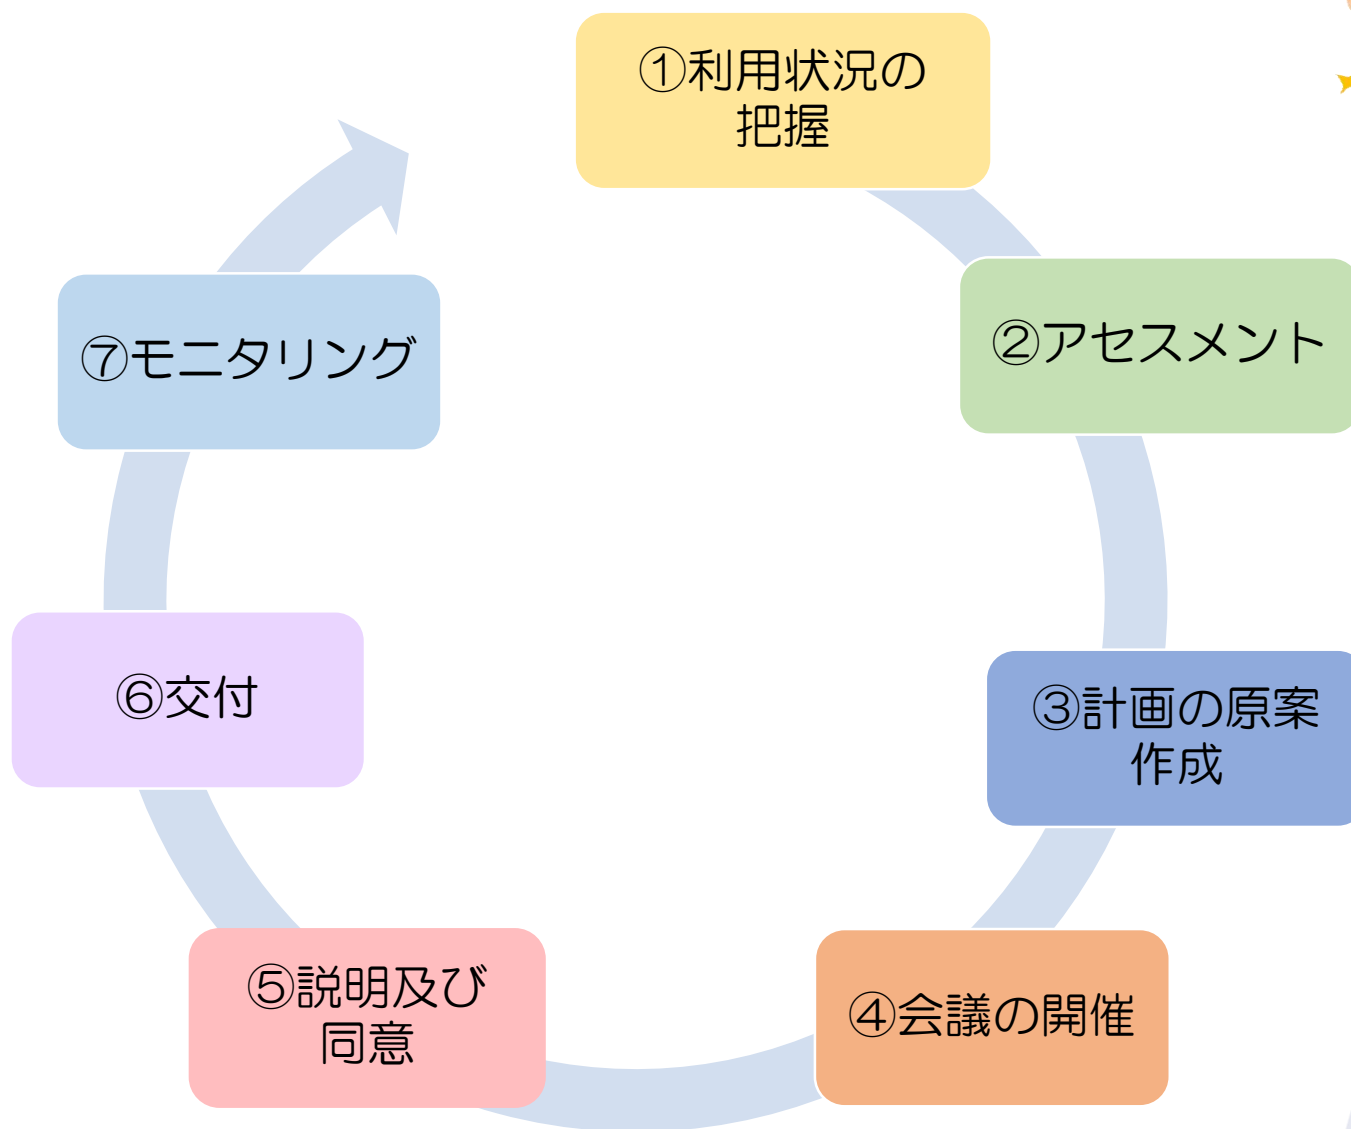 ①利用状況の
把握
②アセスメント
③計画の原案
作成
④会議の開催
⑤説明及び
同意
⑥交付
⑦モニタリング